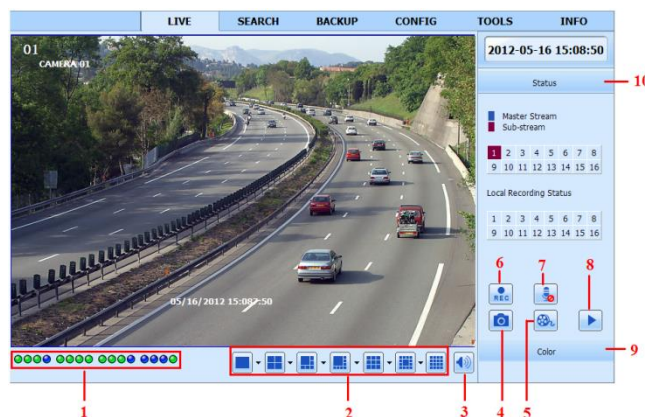 LIVE SEARCH BACKUP CONFIG TOOLS INFO
01
CAMERA 01
05/16/2012 15:08:50
2012-05-16 15:08:50
Status
10
Master Stream
Sub-stream
1 2 3 4 5 6 7 8
9 10 11 12 13 14 15 16
Local Recording Status
1 2 3 4 5 6 7 8
9 10 11 12 13 14 15 16
6 7 8
REC
Color
9
1 2 3 4 5